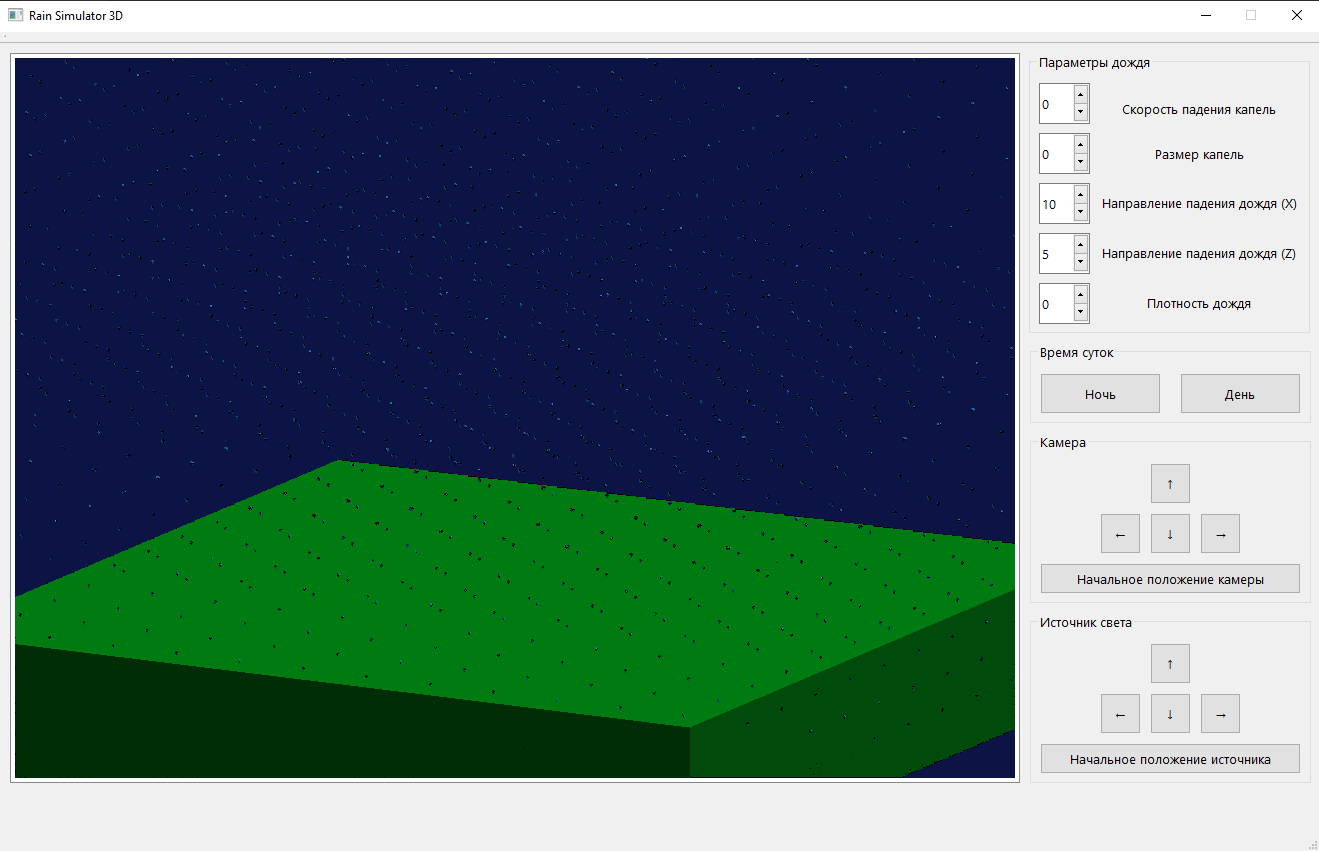 Rain Simulator 3D
Параметры дождя
0 Скорость падения капель
0 Размер капель
10 Направление падения дождя (X)
5 Направление падения дождя (Z)
0 Плотность дождя
Время суток
Ночь День
Камера
↑
← ↓ →
Начальное положение камеры
Источник света
↑
← ↓ →
Начальное положение источника